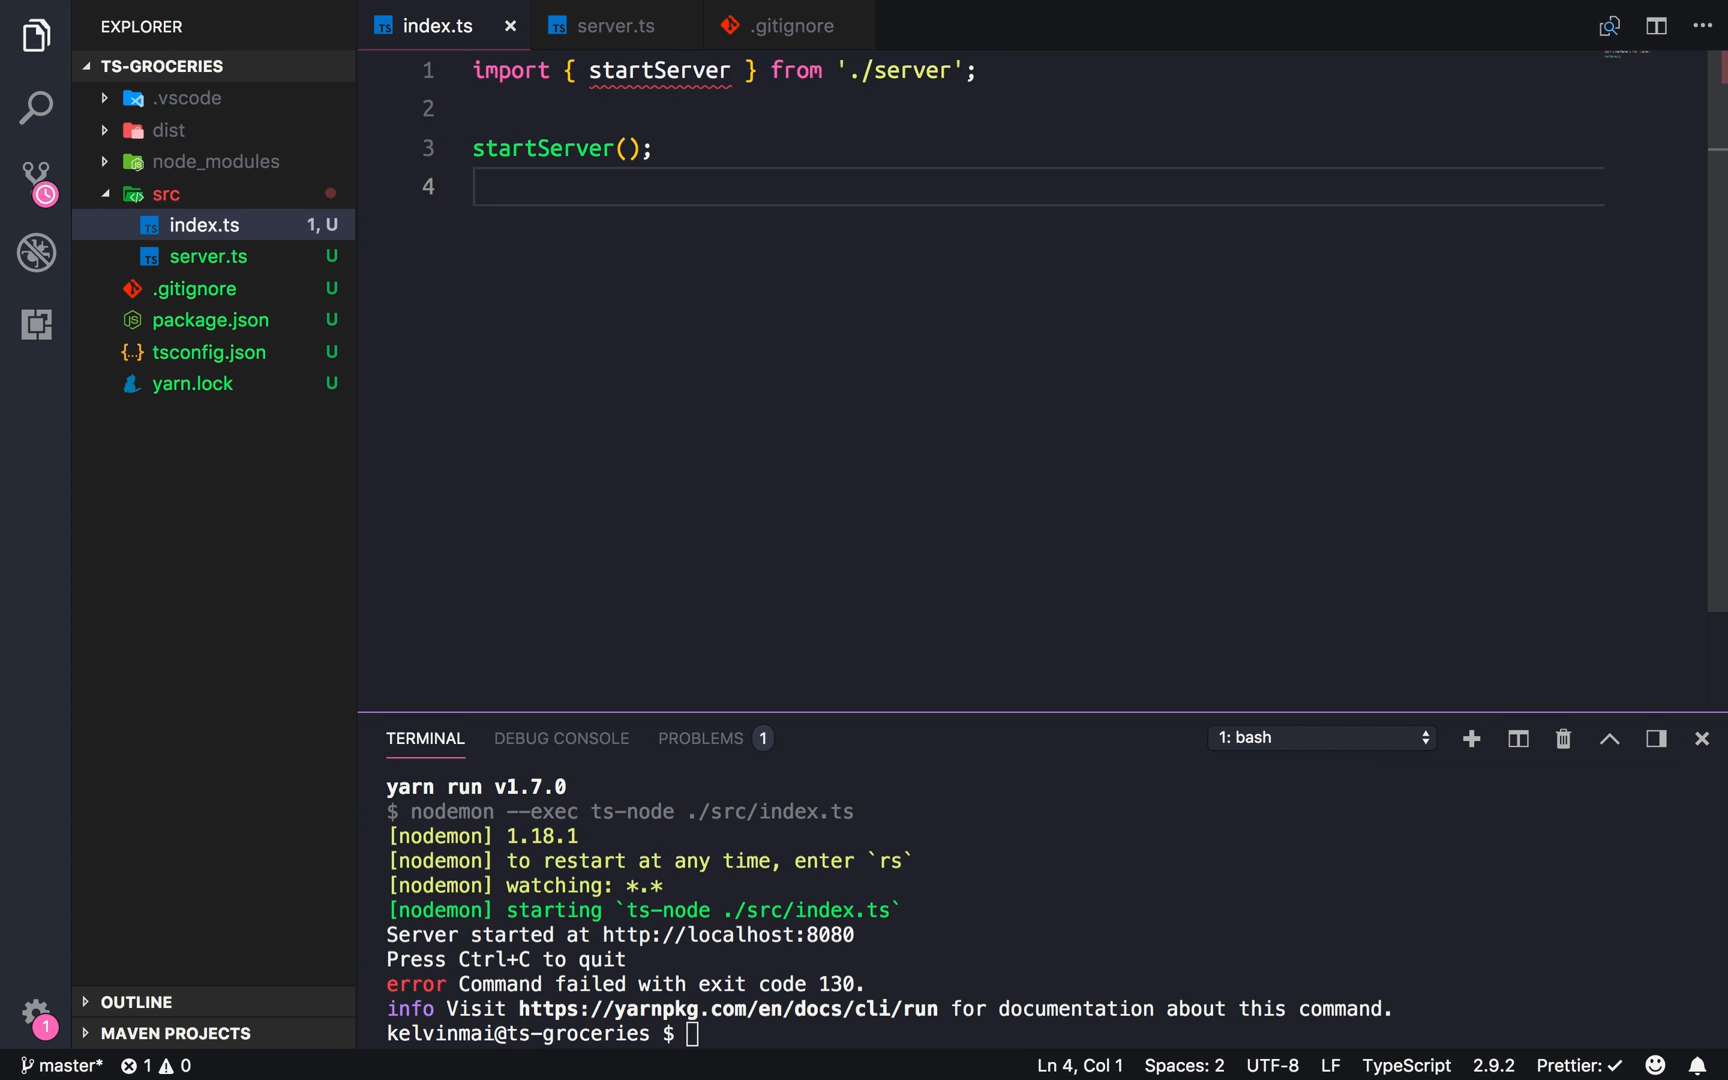 EXPLORER
TS-GROCERIES
.vscode
dist
node_modules
src
index.ts 1, U
server.ts U
.gitignore U
package.json U
tsconfig.json U
yarn.lock U
OUTLINE
MAVEN PROJECTS
index.ts server.ts .gitignore
1 import { startServer } from './server';
2
3 startServer();
4
TERMINAL DEBUG CONSOLE PROBLEMS 1 1: bash
yarn run v1.7.0
$ nodemon --exec ts-node ./src/index.ts
[nodemon] 1.18.1
[nodemon] to restart at any time, enter `rs`
[nodemon] watching: *.*
[nodemon] starting `ts-node ./src/index.ts`
Server started at http://localhost:8080
Press Ctrl+C to quit
error Command failed with exit code 130.
info Visit https://yarnpkg.com/en/docs/cli/run for documentation about this command.
kelvinmai@ts-groceries $
1
master* 1 0 Ln 4, Col 1 Spaces: 2 UTF-8 LF TypeScript 2.9.2 Prettier: ✓